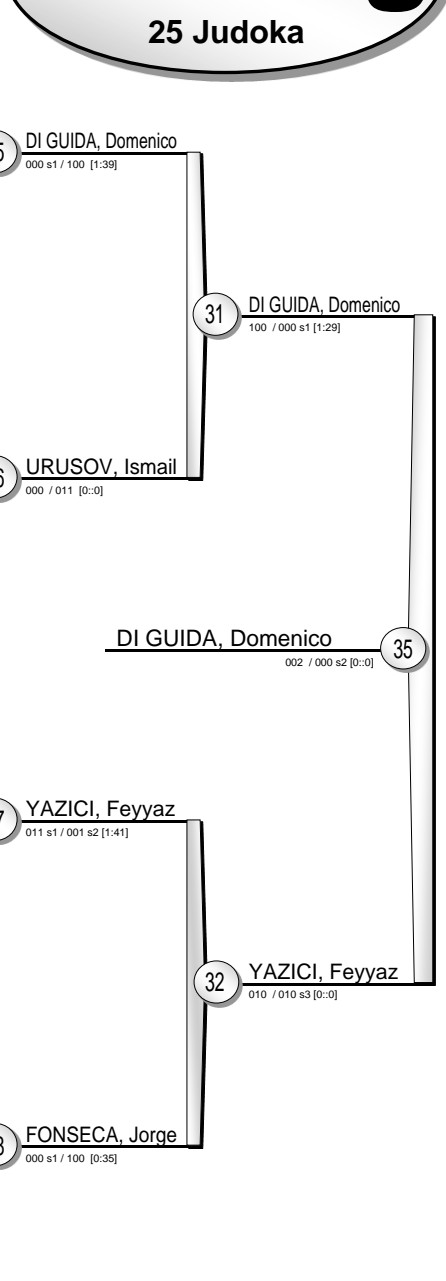 25 Judoka
5 DI GUIDA, Domenico
000 s1 / 100 [1:39]
31 DI GUIDA, Domenico
100 / 000 s1 [1:29]
6 URUSOV, Ismail
000 / 011 [0::0]
DI GUIDA, Domenico 35
002 / 000 s2 [0::0]
7 YAZICI, Feyyaz
011 s1 / 001 s2 [1:41]
32 YAZICI, Feyyaz
010 / 010 s3 [0::0]
FONSECA, Jorge
000 s1 / 100 [0:35]